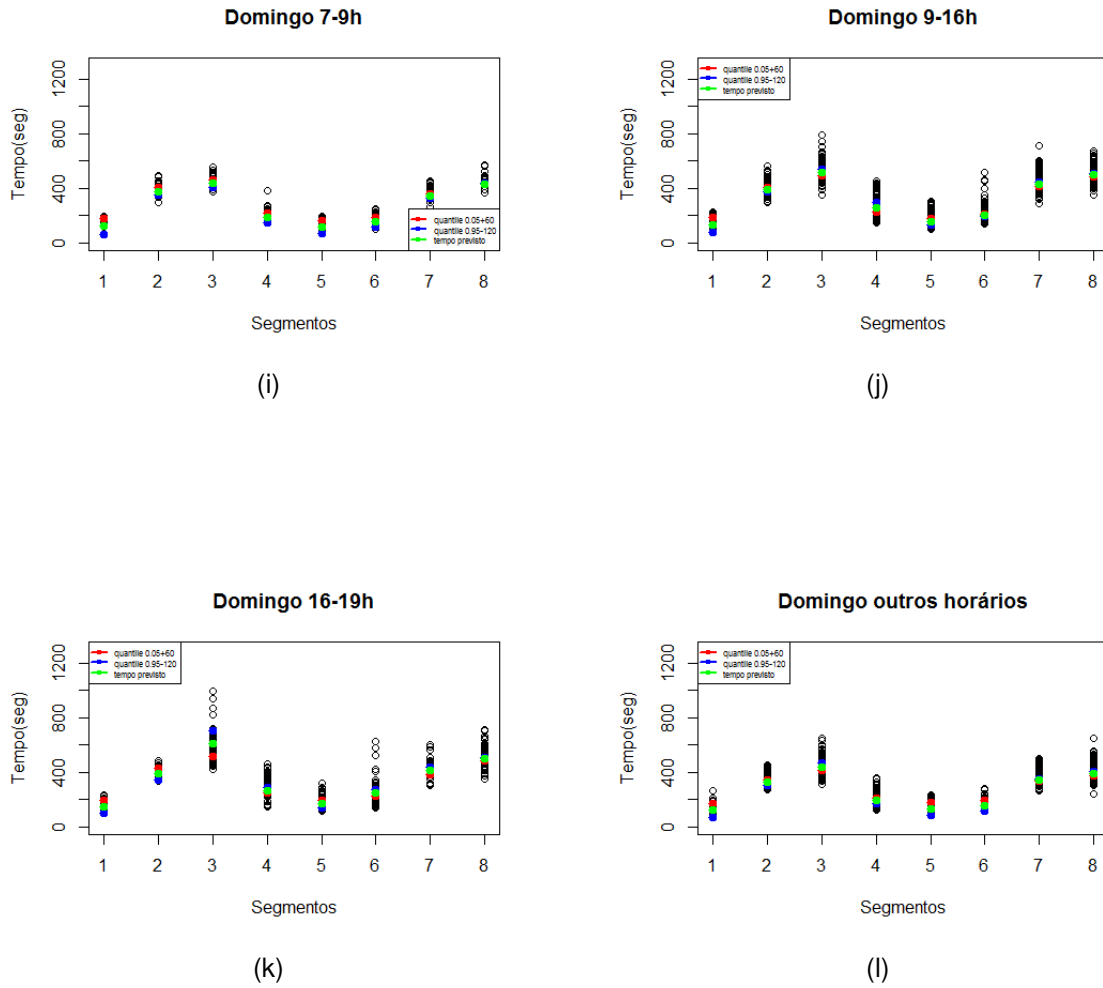 Domingo 7-9h
Tempo(seg)
1200
800
400
0
quantile 0.05+60
quantile 0.95-120
tempo previsto
1 2 3 4 5 6 7 8
Segmentos
(i)
Domingo 9-16h
Tempo(seg)
1200
800
400
0
quantile 0.05+60
quantile 0.95-120
tempo previsto
1 2 3 4 5 6 7 8
Segmentos
(j)
Domingo 16-19h
Tempo(seg)
1200
800
400
0
quantile 0.05+60
quantile 0.95-120
tempo previsto
1 2 3 4 5 6 7 8
Segmentos
(k)
Domingo outros horários
Tempo(seg)
1200
800
400
0
quantile 0.05+60
quantile 0.95-120
tempo previsto
1 2 3 4 5 6 7 8
Segmentos
(l)